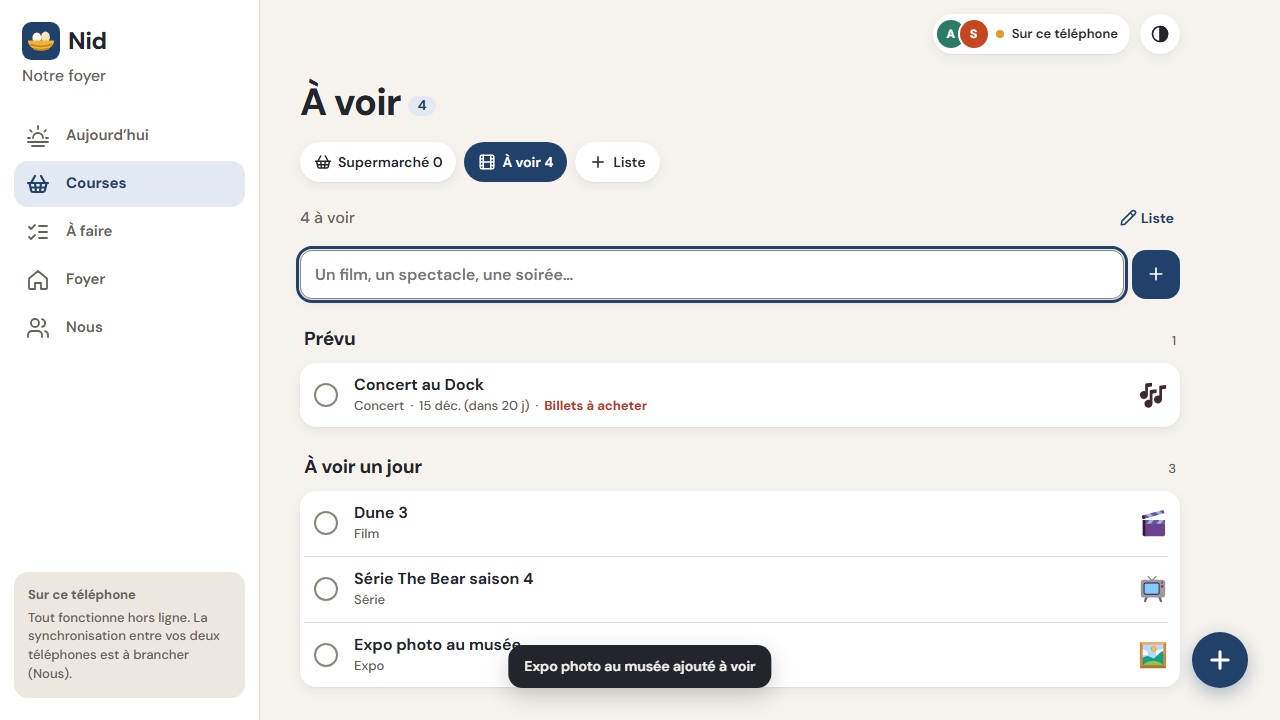 Nid
Notre foyer
Aujourd’hui
Courses
À faire
Foyer
Nous
Sur ce téléphone
Tout fonctionne hors ligne. La
synchronisation entre vos deux
téléphones est à brancher
(Nous).
A S Sur ce téléphone
À voir 4
Supermarché 0 À voir 4 Liste
4 à voir Liste
Un film, un spectacle, une soirée…
Prévu 1
Concert au Dock
Concert · 15 déc. (dans 20 j) · Billets à acheter
À voir un jour 3
Dune 3
Film
Série The Bear saison 4
Série
Expo photo au musée
Expo
Expo photo au musée ajouté à voir